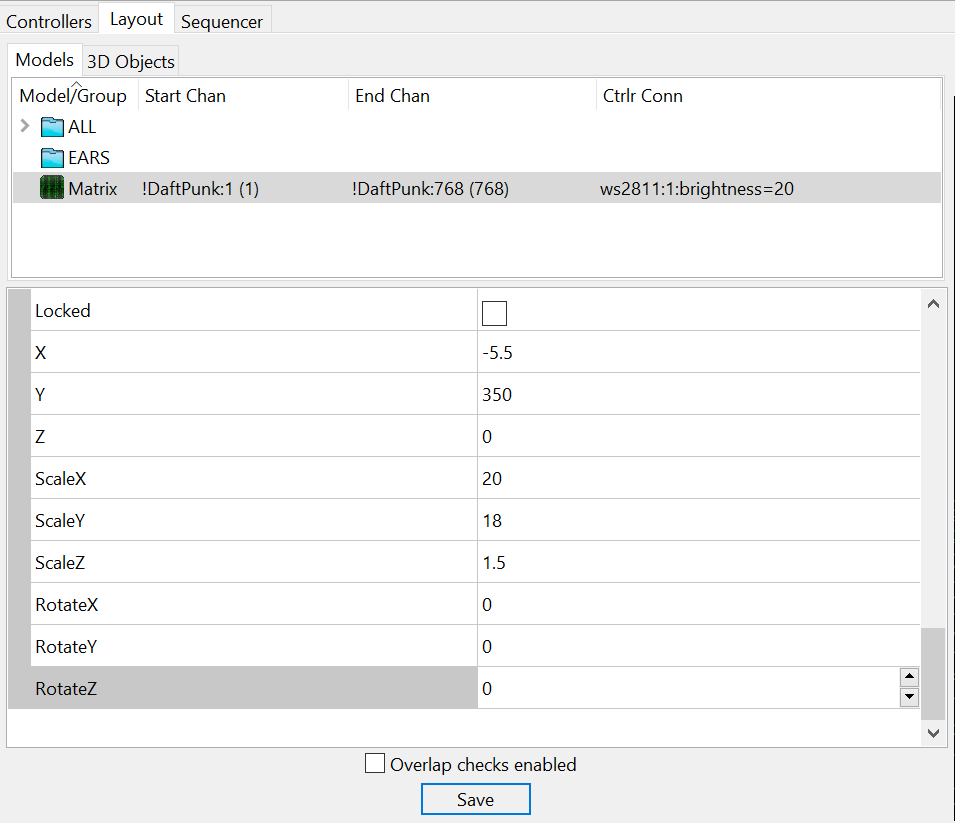 Controllers Layout Sequencer
Models 3D Objects
Model/Group Start Chan End Chan Ctrlr Conn
ALL
EARS
Matrix !DaftPunk:1 (1) !DaftPunk:768 (768) ws2811:1:brightness=20
Locked
X -5.5
Y 350
Z 0
ScaleX 20
ScaleY 18
ScaleZ 1.5
RotateX 0
RotateY 0
RotateZ 0
Overlap checks enabled
Save